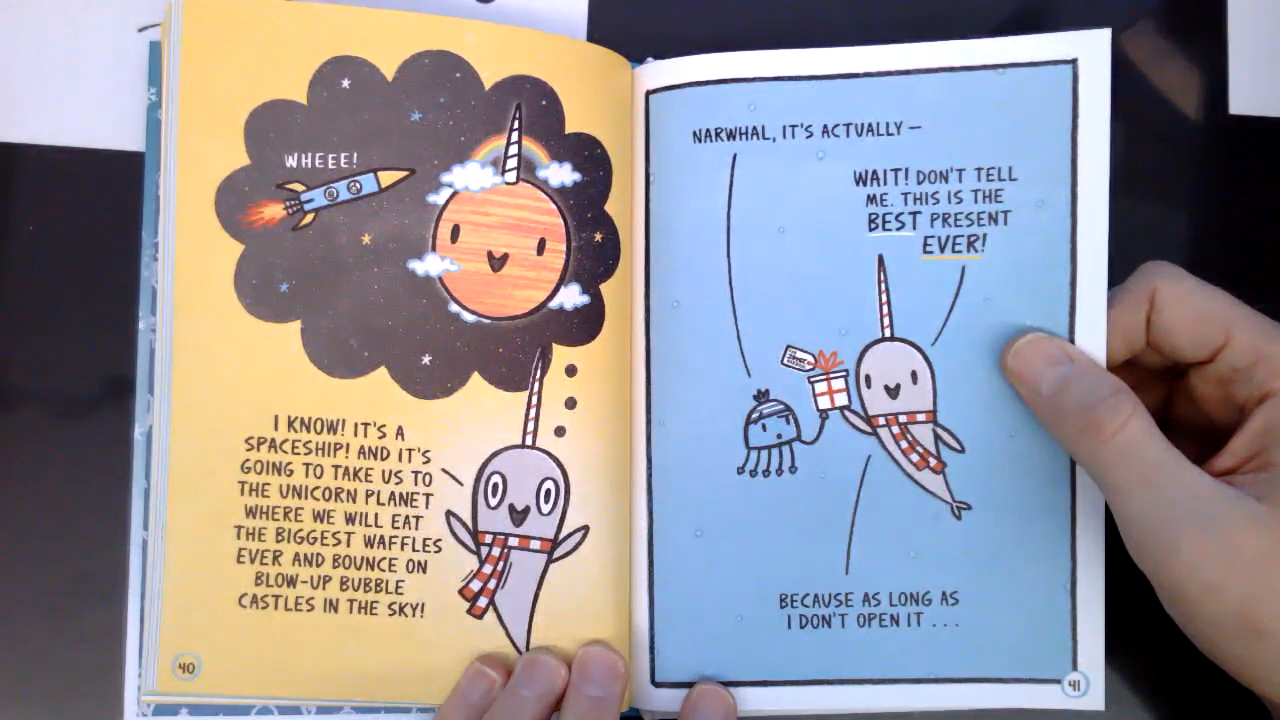 WHEEE!
I KNOW! IT'S A
SPACESHIP! AND IT'S
GOING TO TAKE US TO
THE UNICORN PLANET
WHERE WE WILL EAT
THE BIGGEST WAFFLES
EVER AND BOUNCE ON
BLOW-UP BUBBLE
CASTLES IN THE SKY!
40
NARWHAL, IT'S ACTUALLY—
WAIT! DON'T TELL
ME. THIS IS THE
BEST PRESENT
EVER!
BECAUSE AS LONG AS
I DON'T OPEN IT . . .
41